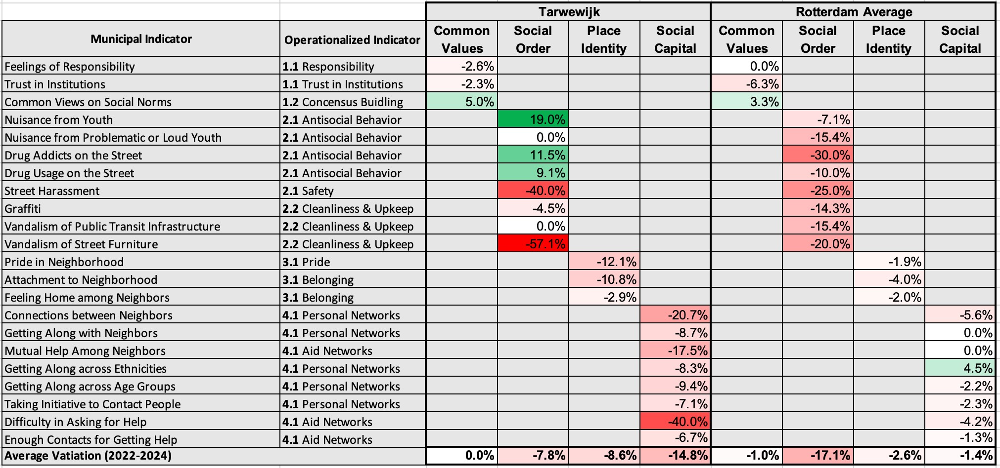 Tarwewijk Rotterdam Average
Municipal Indicator Operationalized Indicator Common Values Social Order Place Identity Social Capital Common Values Social Order Place Identity Social Capital
Feelings of Responsibility 1.1 Responsibility -2.6% 0.0%
Trust in Institutions 1.1 Trust in Institutions -2.3% -6.3%
Common Views on Social Norms 1.2 Concensus Buidling 5.0% 3.3%
Nuisance from Youth 2.1 Antisocial Behavior 19.0% -7.1%
Nuisance from Problematic or Loud Youth 2.1 Antisocial Behavior 0.0% -15.4%
Drug Addicts on the Street 2.1 Antisocial Behavior 11.5% -30.0%
Drug Usage on the Street 2.1 Antisocial Behavior 9.1% -10.0%
Street Harassment 2.1 Safety -40.0% -25.0%
Graffiti 2.2 Cleanliness & Upkeep -4.5% -14.3%
Vandalism of Public Transit Infrastructure 2.2 Cleanliness & Upkeep 0.0% -15.4%
Vandalism of Street Furniture 2.2 Cleanliness & Upkeep -57.1% -20.0%
Pride in Neighborhood 3.1 Pride -12.1% -1.9%
Attachment to Neighborhood 3.1 Belonging -10.8% -4.0%
Feeling Home among Neighbors 3.1 Belonging -2.9% -2.0%
Connections between Neighbors 4.1 Personal Networks -20.7% -5.6%
Getting Along with Neighbors 4.1 Personal Networks -8.7% 0.0%
Mutual Help Among Neighbors 4.1 Aid Networks -17.5% 0.0%
Getting Along across Ethnicities 4.1 Personal Networks -8.3% 4.5%
Getting Along across Age Groups 4.1 Personal Networks -9.4% -2.2%
Taking Initiative to Contact People 4.1 Personal Networks -7.1% -2.3%
Difficulty in Asking for Help 4.1 Aid Networks -40.0% -4.2%
Enough Contacts for Getting Help 4.1 Aid Networks -6.7% -1.3%
Average Vatiation (2022-2024) 0.0% -7.8% -8.6% -14.8% -1.0% -17.1% -2.6% -1.4%